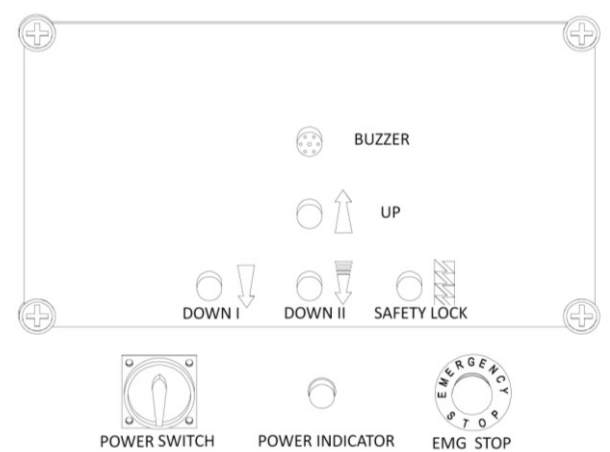 BUZZER
UP
DOWN I
DOWN II
SAFETY LOCK
EMERGENCY
STOP
POWER SWITCH
POWER INDICATOR
EMG STOP